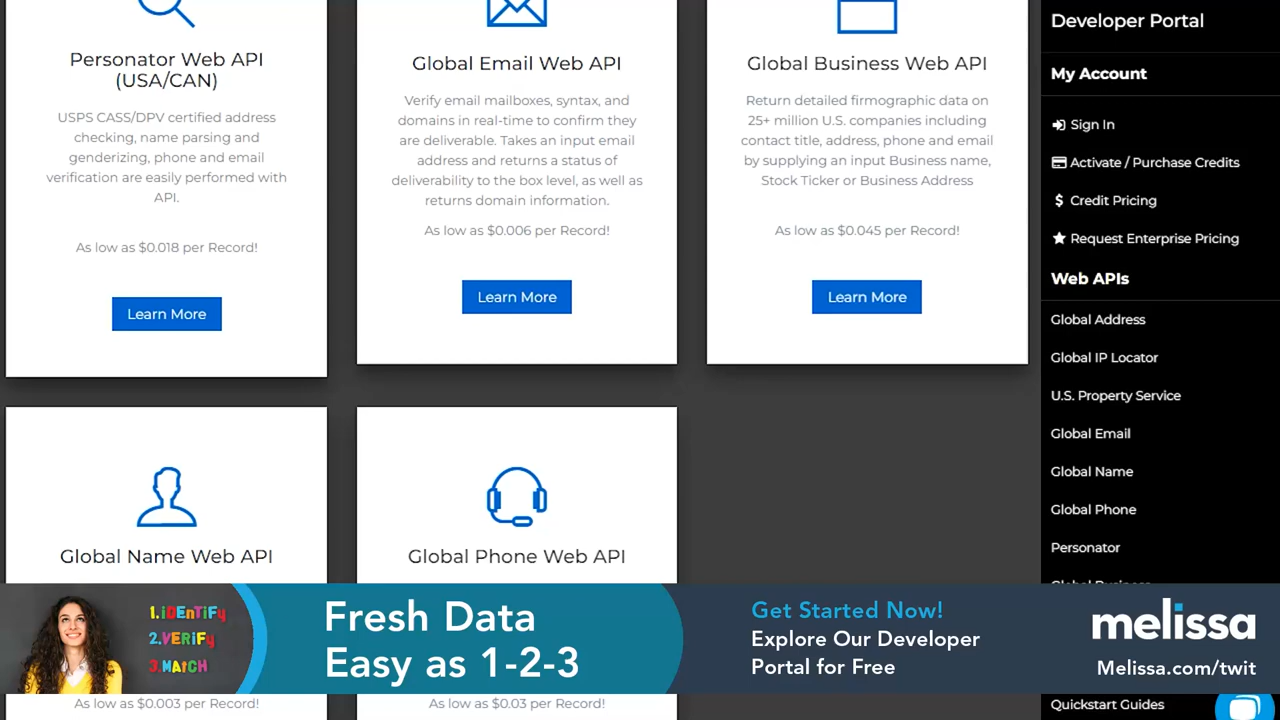 Personator Web API
(USA/CAN)
USPS CASS/DPV certified address
checking, name parsing and
genderizing, phone and email
verification are easily performed with
API.
As low as $0.018 per Record!
Learn More
Global Email Web API
Verify email mailboxes, syntax, and
domains in real-time to confirm they
are deliverable. Takes an input email
address and returns a status of
deliverability to the box level, as well as
returns domain information.
As low as $0.006 per Record!
Learn More
Global Business Web API
Return detailed firmographic data on
25+ million U.S. companies including
contact title, address, phone and email
by supplying an input Business name,
Stock Ticker or Business Address
As low as $0.045 per Record!
Learn More
Global Name Web API
As low as $0.003 per Record!
Global Phone Web API
As low as $0.03 per Record!
Developer Portal
My Account
Sign In
Activate / Purchase Credits
Credit Pricing
Request Enterprise Pricing
Web APIs
Global Address
Global IP Locator
U.S. Property Service
Global Email
Global Name
Global Phone
Personator
Global Business
Quickstart Guides
1.iDEnTiFy
2.VERiFy
3.MAtCH
Fresh Data
Easy as 1-2-3
Get Started Now!
Explore Our Developer
Portal for Free
melissa
Melissa.com/twit